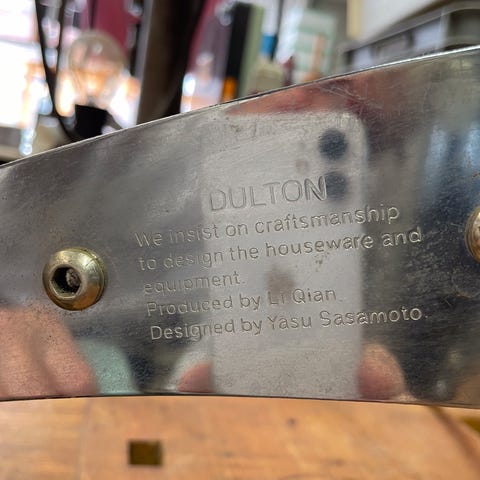 DULTON
We insist on craftsmanship
to design the houseware and
equipment.
Produced by Li Qian
Designed by Yasu Sasamoto.